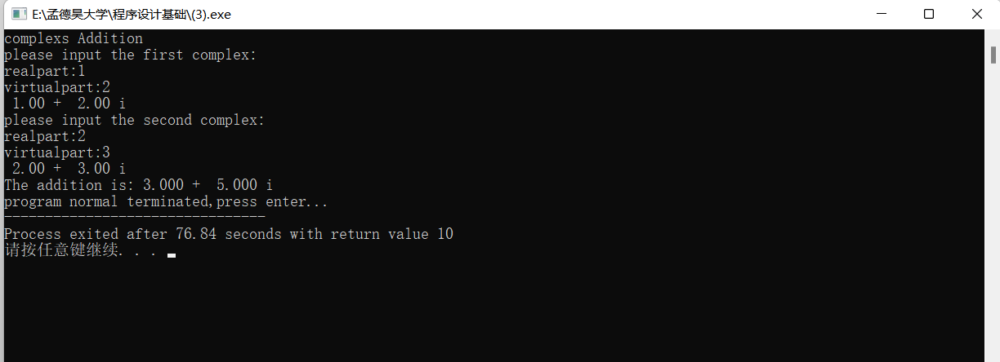 E:\孟德昊大学\程序设计基础\(3).exe
complexs Addition
please input the first complex:
realpart:1
virtualpart:2
 1.00 +  2.00 i
please input the second complex:
realpart:2
virtualpart:3
 2.00 +  3.00 i
The addition is: 3.000 +  5.000 i
program normal terminated,press enter...
--------------------------------
Process exited after 76.84 seconds with return value 10
请按任意键继续. . .